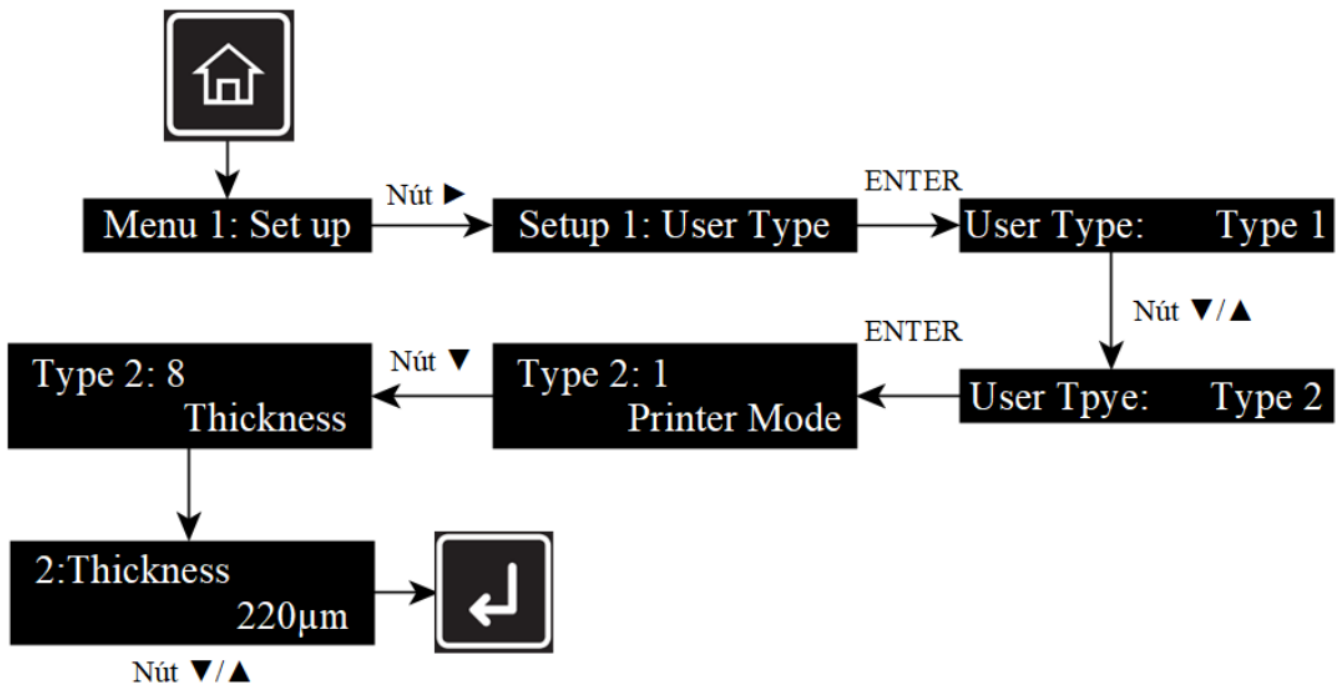 Menu 1: Set up
Nút ►
Setup 1: User Type
ENTER
User Type: Type 1
Nút ▼/▲
User Tpye: Type 2
ENTER
Type 2: 1
Printer Mode
Nút ▼
Type 2: 8
Thickness
2:Thickness
220µm
Nút ▼/▲